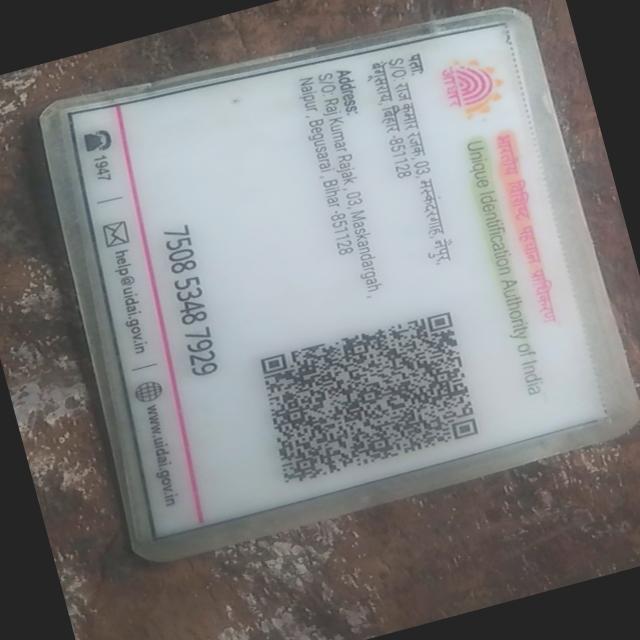 आधार
भारतीय विशिष्ट पहचान प्राधिकरण
Unique Identification Authority of India
पता:
S/O: राज कुमार रजक, 03, मसकंदरगाह, नैपुर,
बेगूसराय, बिहार -851128
Address:
S/O: Raj Kumar Rajak, 03, Maskandargah,
Naipur, Begusarai, Bihar-851128
7508 5348 7929
1947
help@uidai.gov.in
www.uidai.gov.in